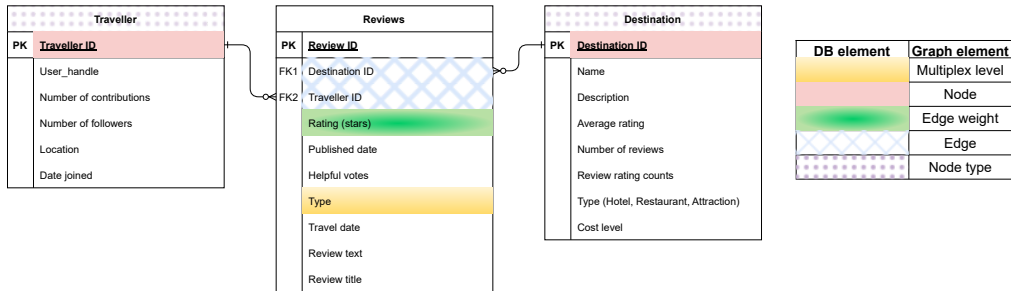 Traveller
PK Traveller ID
User_handle
Number of contributions
Number of followers
Location
Date joined
Reviews
PK Review ID
FK1 Destination ID
FK2 Traveller ID
Rating (stars)
Published date
Helpful votes
Type
Travel date
Review text
Review title
Destination
PK Destination ID
Name
Description
Average rating
Number of reviews
Review rating counts
Type (Hotel, Restaurant, Attraction)
Cost level
DB element Graph element
Multiplex level
Node
Edge weight
Edge
Node type